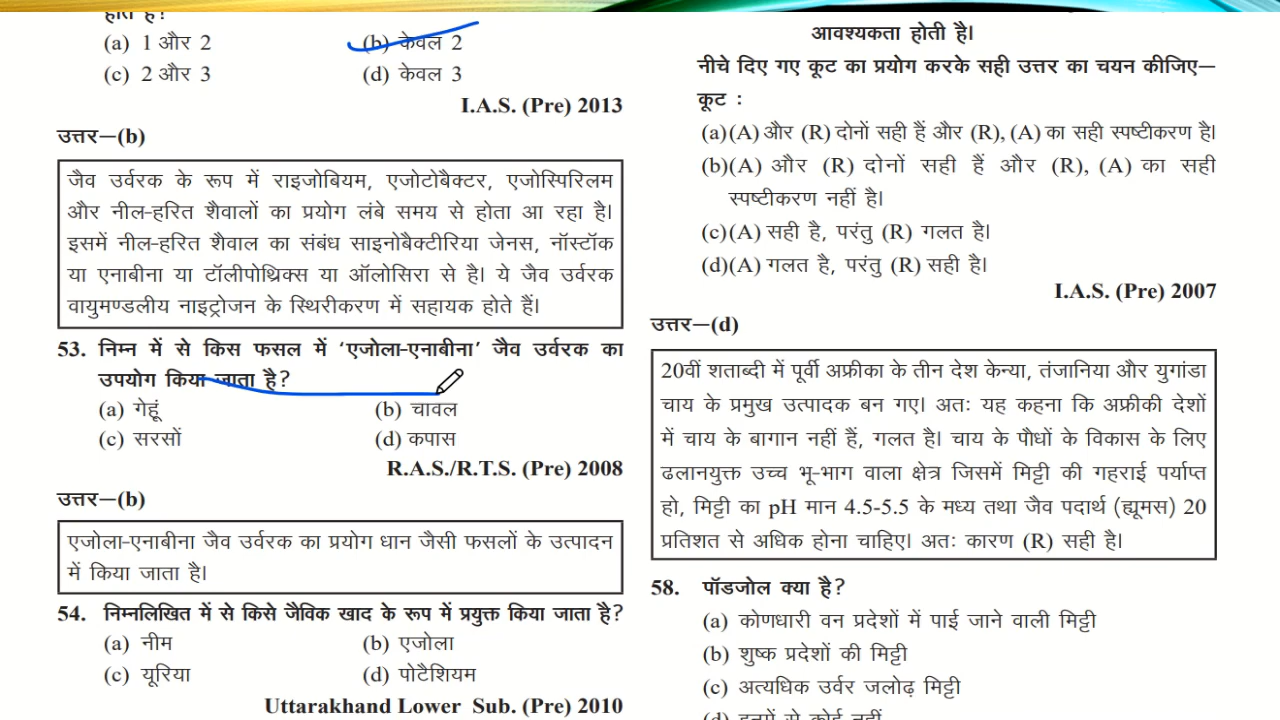 होते हैं?
(a) 1 और 2 (b) केवल 2
(c) 2 और 3 (d) केवल 3
I.A.S. (Pre) 2013
उत्तर—(b)
जैव उर्वरक के रूप में राइजोबियम, एजोटोबैक्टर, एजोस्पिरिलम
और नील-हरित शैवालों का प्रयोग लंबे समय से होता आ रहा है।
इसमें नील-हरित शैवाल का संबंध साइनोबैक्टीरिया जेनस, नॉस्टॉक
या एनाबीना या टॉलीपोथ्रिक्स या ऑलोसिरा से है। ये जैव उर्वरक
वायुमण्डलीय नाइट्रोजन के स्थिरीकरण में सहायक होते हैं।
53. निम्न में से किस फसल में ‘एजोला-एनाबीना’ जैव उर्वरक का
उपयोग किया जाता है?
(a) गेहूं (b) चावल
(c) सरसों (d) कपास
R.A.S./R.T.S. (Pre) 2008
उत्तर—(b)
एजोला-एनाबीना जैव उर्वरक का प्रयोग धान जैसी फसलों के उत्पादन
में किया जाता है।
54. निम्नलिखित में से किसे जैविक खाद के रूप में प्रयुक्त किया जाता है?
(a) नीम (b) एजोला
(c) यूरिया (d) पोटैशियम
Uttarakhand Lower Sub. (Pre) 2010
आवश्यकता होती है।
नीचे दिए गए कूट का प्रयोग करके सही उत्तर का चयन कीजिए—
कूट :
(a)(A) और (R) दोनों सही हैं और (R), (A) का सही स्पष्टीकरण है।
(b)(A) और (R) दोनों सही हैं और (R), (A) का सही
स्पष्टीकरण नहीं है।
(c)(A) सही है, परंतु (R) गलत है।
(d)(A) गलत है, परंतु (R) सही है।
I.A.S. (Pre) 2007
उत्तर—(d)
20वीं शताब्दी में पूर्वी अफ्रीका के तीन देश केन्या, तंजानिया और युगांडा
चाय के प्रमुख उत्पादक बन गए। अतः यह कहना कि अफ्रीकी देशों
में चाय के बागान नहीं हैं, गलत है। चाय के पौधों के विकास के लिए
ढलानयुक्त उच्च भू-भाग वाला क्षेत्र जिसमें मिट्टी की गहराई पर्याप्त
हो, मिट्टी का pH मान 4.5-5.5 के मध्य तथा जैव पदार्थ (ह्यूमस) 20
प्रतिशत से अधिक होना चाहिए। अतः कारण (R) सही है।
58. पॉडजोल क्या है?
(a) कोणधारी वन प्रदेशों में पाई जाने वाली मिट्टी
(b) शुष्क प्रदेशों की मिट्टी
(c) अत्यधिक उर्वर जलोढ़ मिट्टी
(d) इनमें से कोई नहीं